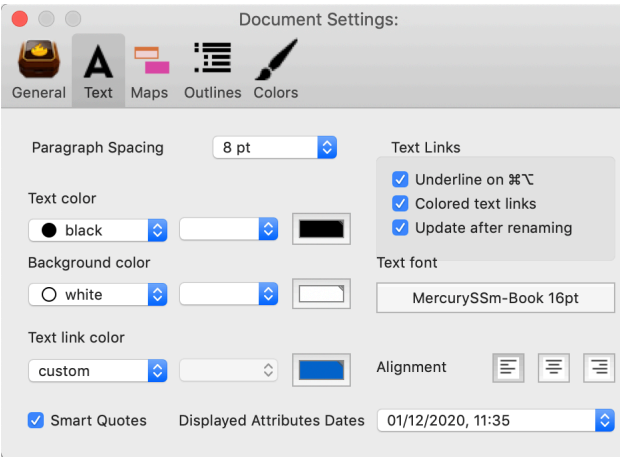 Document Settings:
General Text Maps Outlines Colors
Paragraph Spacing 8 pt
Text Links
Underline on ⌘⌥
Colored text links
Update after renaming
Text color
black
Background color
white
Text font
MercurySSm-Book 16pt
Text link color
custom
Alignment
Smart Quotes
Displayed Attributes Dates 01/12/2020, 11:35